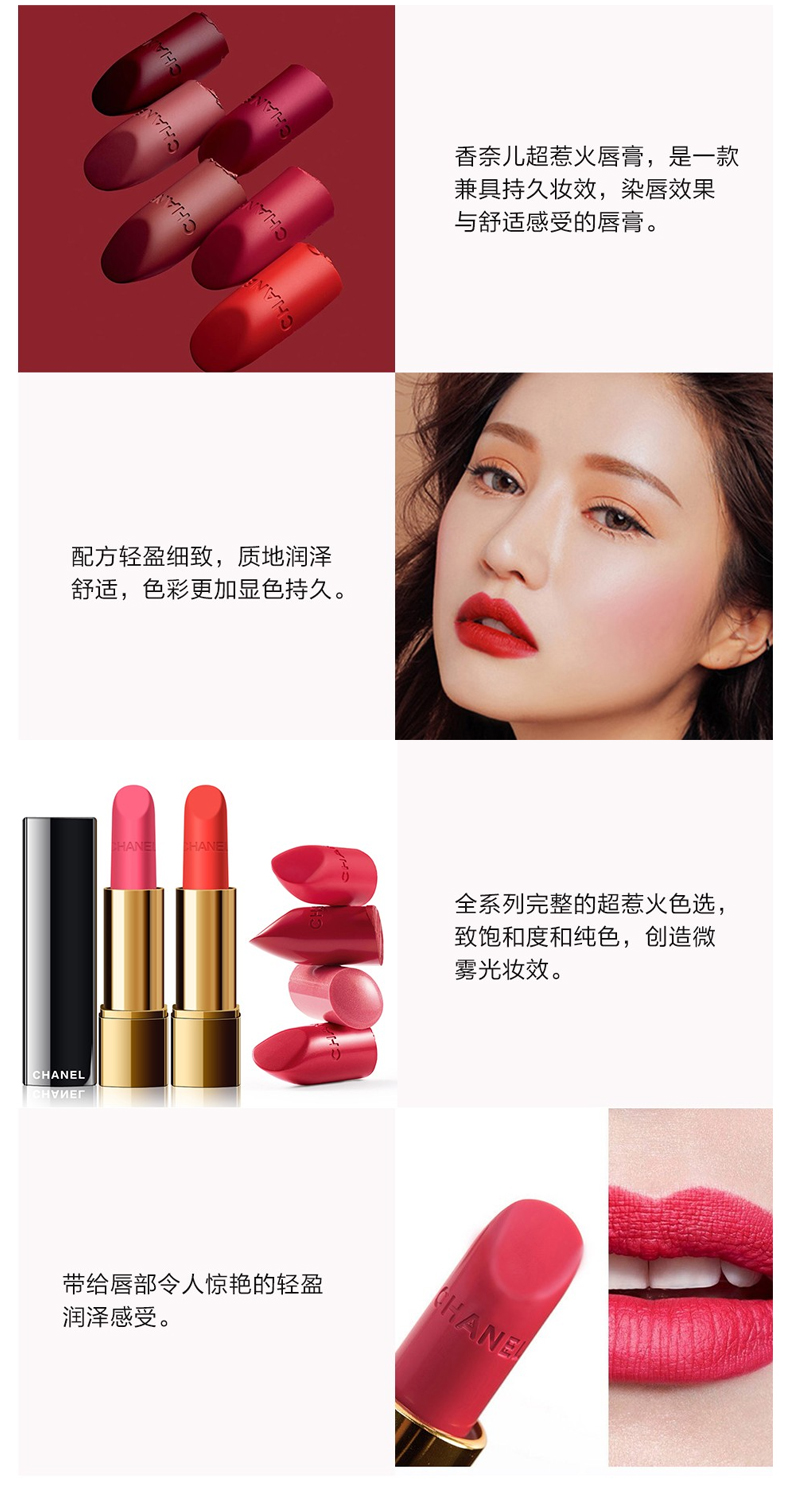 CHANEL
CHANEL
香奈儿超惹火唇膏，是一款
兼具持久妆效，染唇效果
与舒适感受的唇膏。
配方轻盈细致，质地润泽
舒适，色彩更加显色持久。
CHANEL
CHANEL
CHANEL
全系列完整的超惹火色选，
致饱和度和纯色，创造微
雾光妆效。
带给唇部令人惊艳的轻盈
润泽感受。
CHANEL